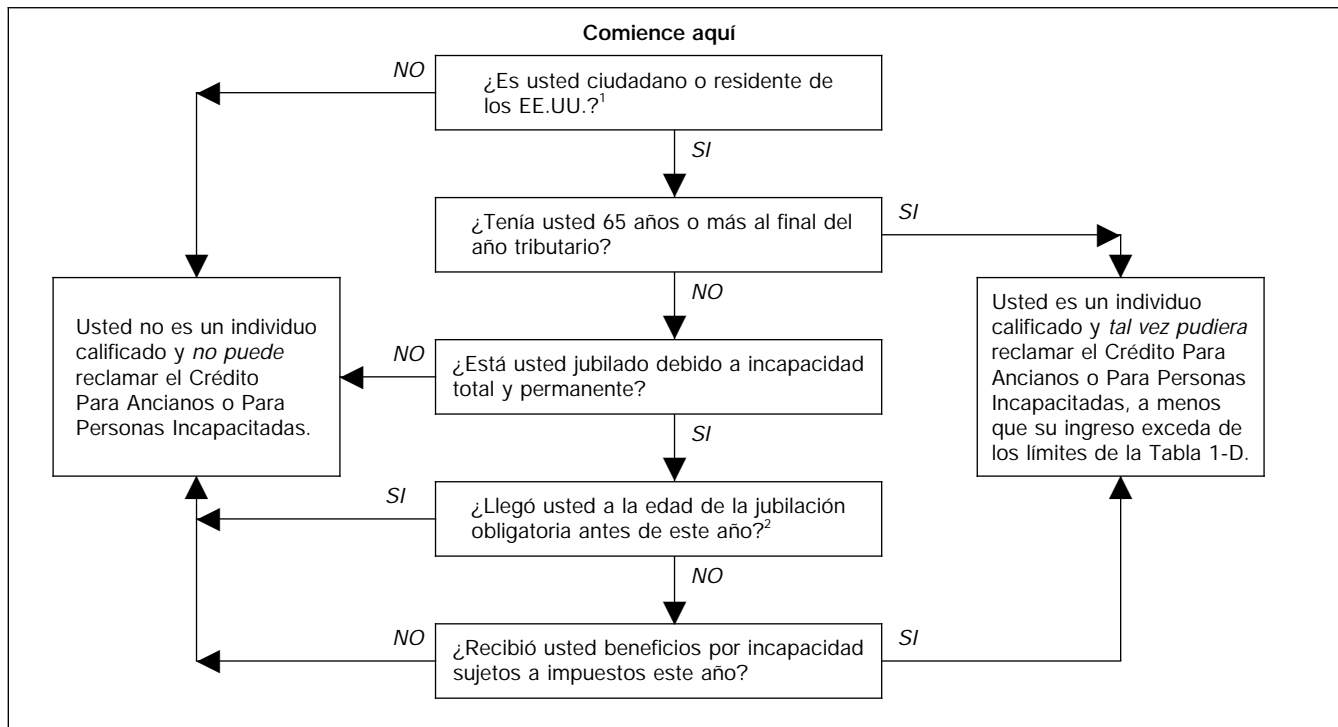 Comience aquí
NO
¿Es usted ciudadano o residente de
los EE.UU.?1
SI
¿Tenía usted 65 años o más al final del
año tributario?
SI
NO
Usted no es un individuo
calificado y no puede
reclamar el Crédito
Para Ancianos o Para
Personas Incapacitadas.
NO
¿Está usted jubilado debido a incapacidad
total y permanente?
Usted es un individuo
calificado y tal vez pudiera
reclamar el Crédito Para
Ancianos o Para Personas
Incapacitadas, a menos
que su ingreso exceda de
los límites de la Tabla 1-D.
SI
SI
¿Llegó usted a la edad de la jubilación
obligatoria antes de este año?2
NO
NO
¿Recibió usted beneficios por incapacidad
sujetos a impuestos este año?
SI